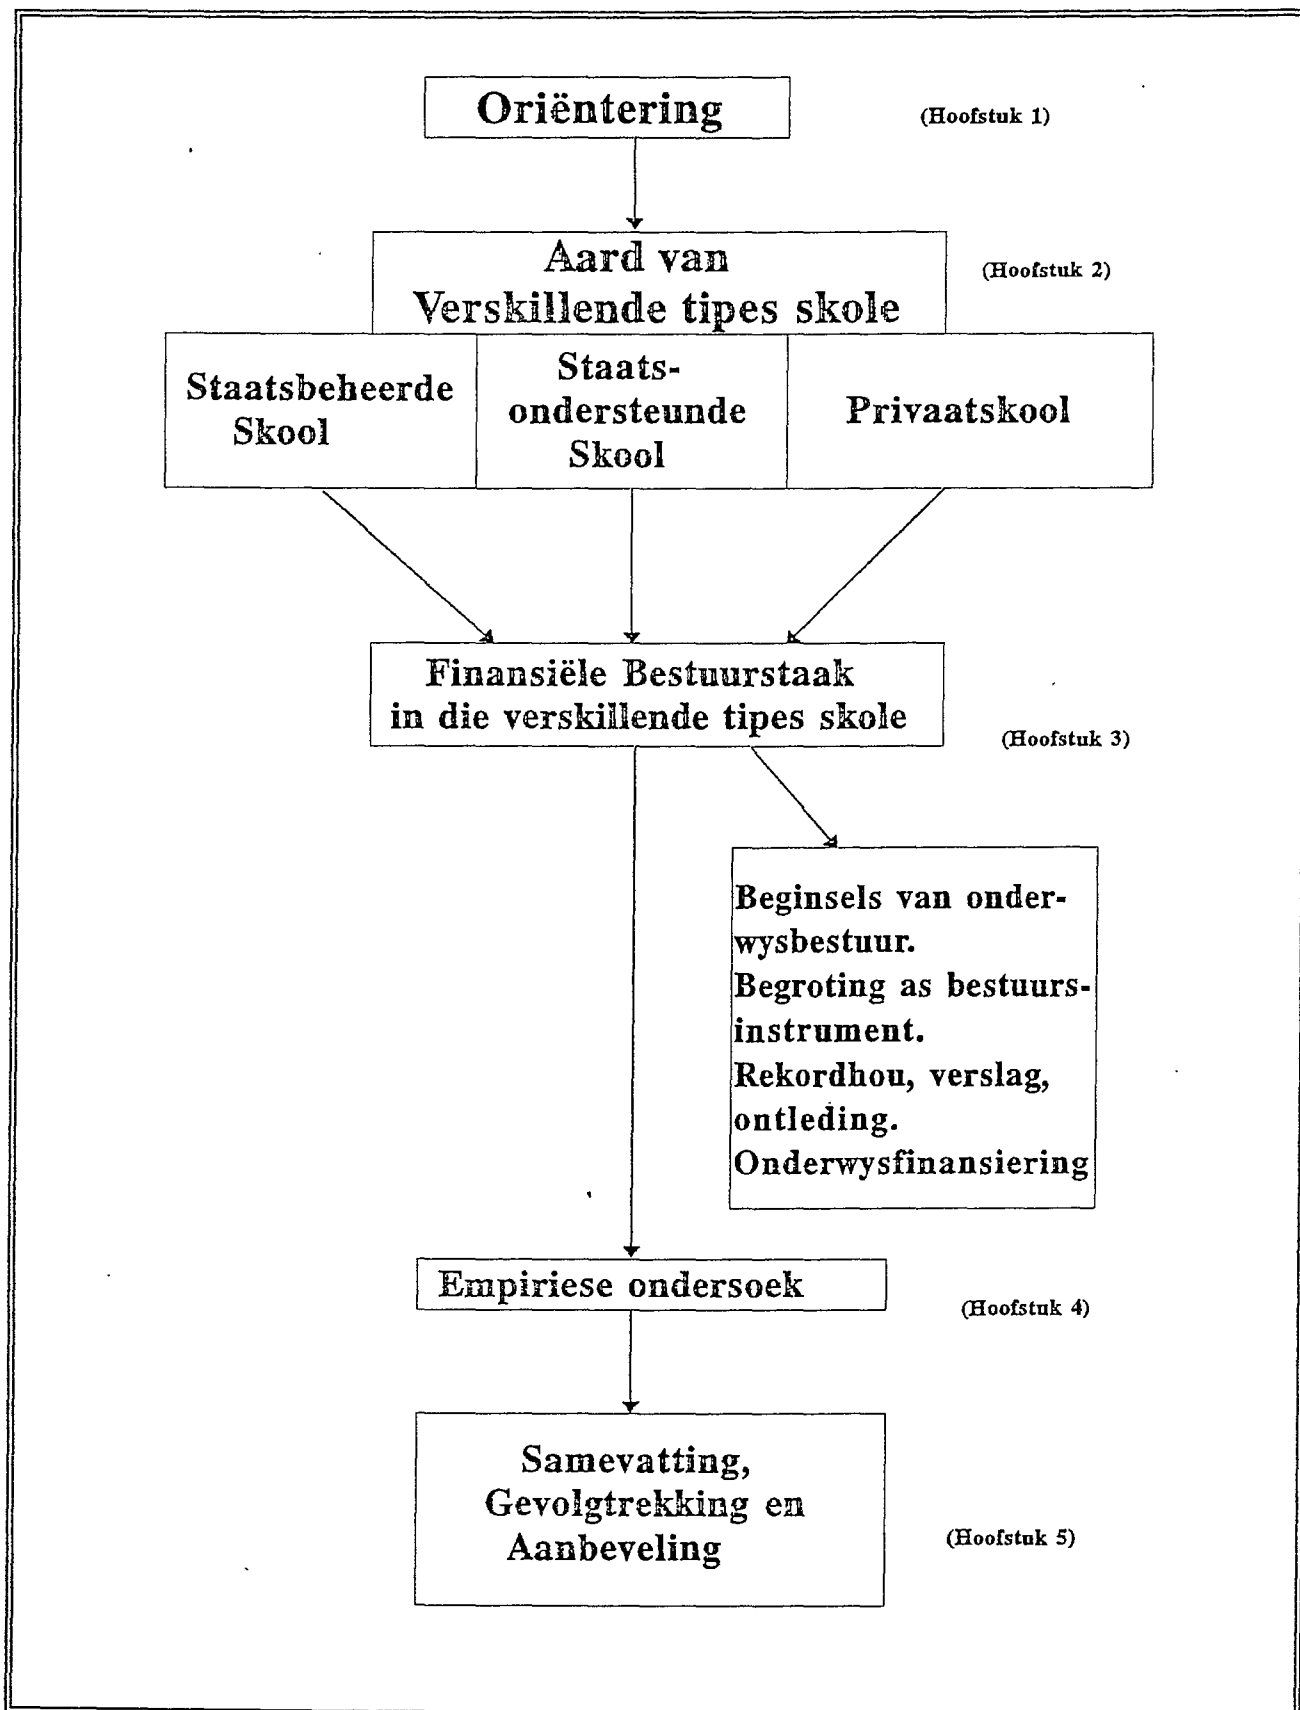 Oriëntering
(Hoofstuk 1)
Aard van
Verskillende tipes skole
(Hoofstuk 2)
Staatsbeheerde
Skool
Staats-
ondersteunde
Skool
Privaatskool
Finansiële Bestuurstaak
in die verskillende tipes skole
(Hoofstuk 3)
Beginsels van onder-
wysbestuur.
Begroting as bestuurs-
instrument.
Rekordhou, verslag,
ontleding.
Onderwysfinansiering
Empiriese ondersoek
(Hoofstuk 4)
Samevatting,
Gevolgtrekking en
Aanbeveling
(Hoofstuk 5)